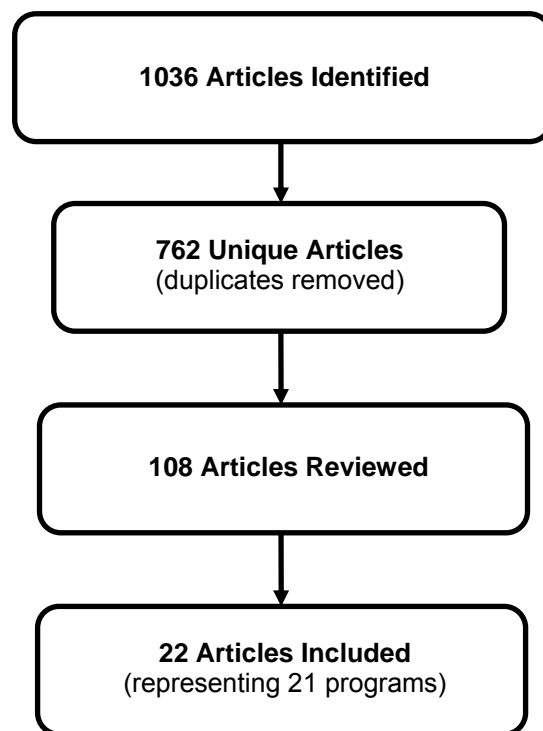 1036 Articles Identified
762 Unique Articles
(duplicates removed)
108 Articles Reviewed
22 Articles Included
(representing 21 programs)